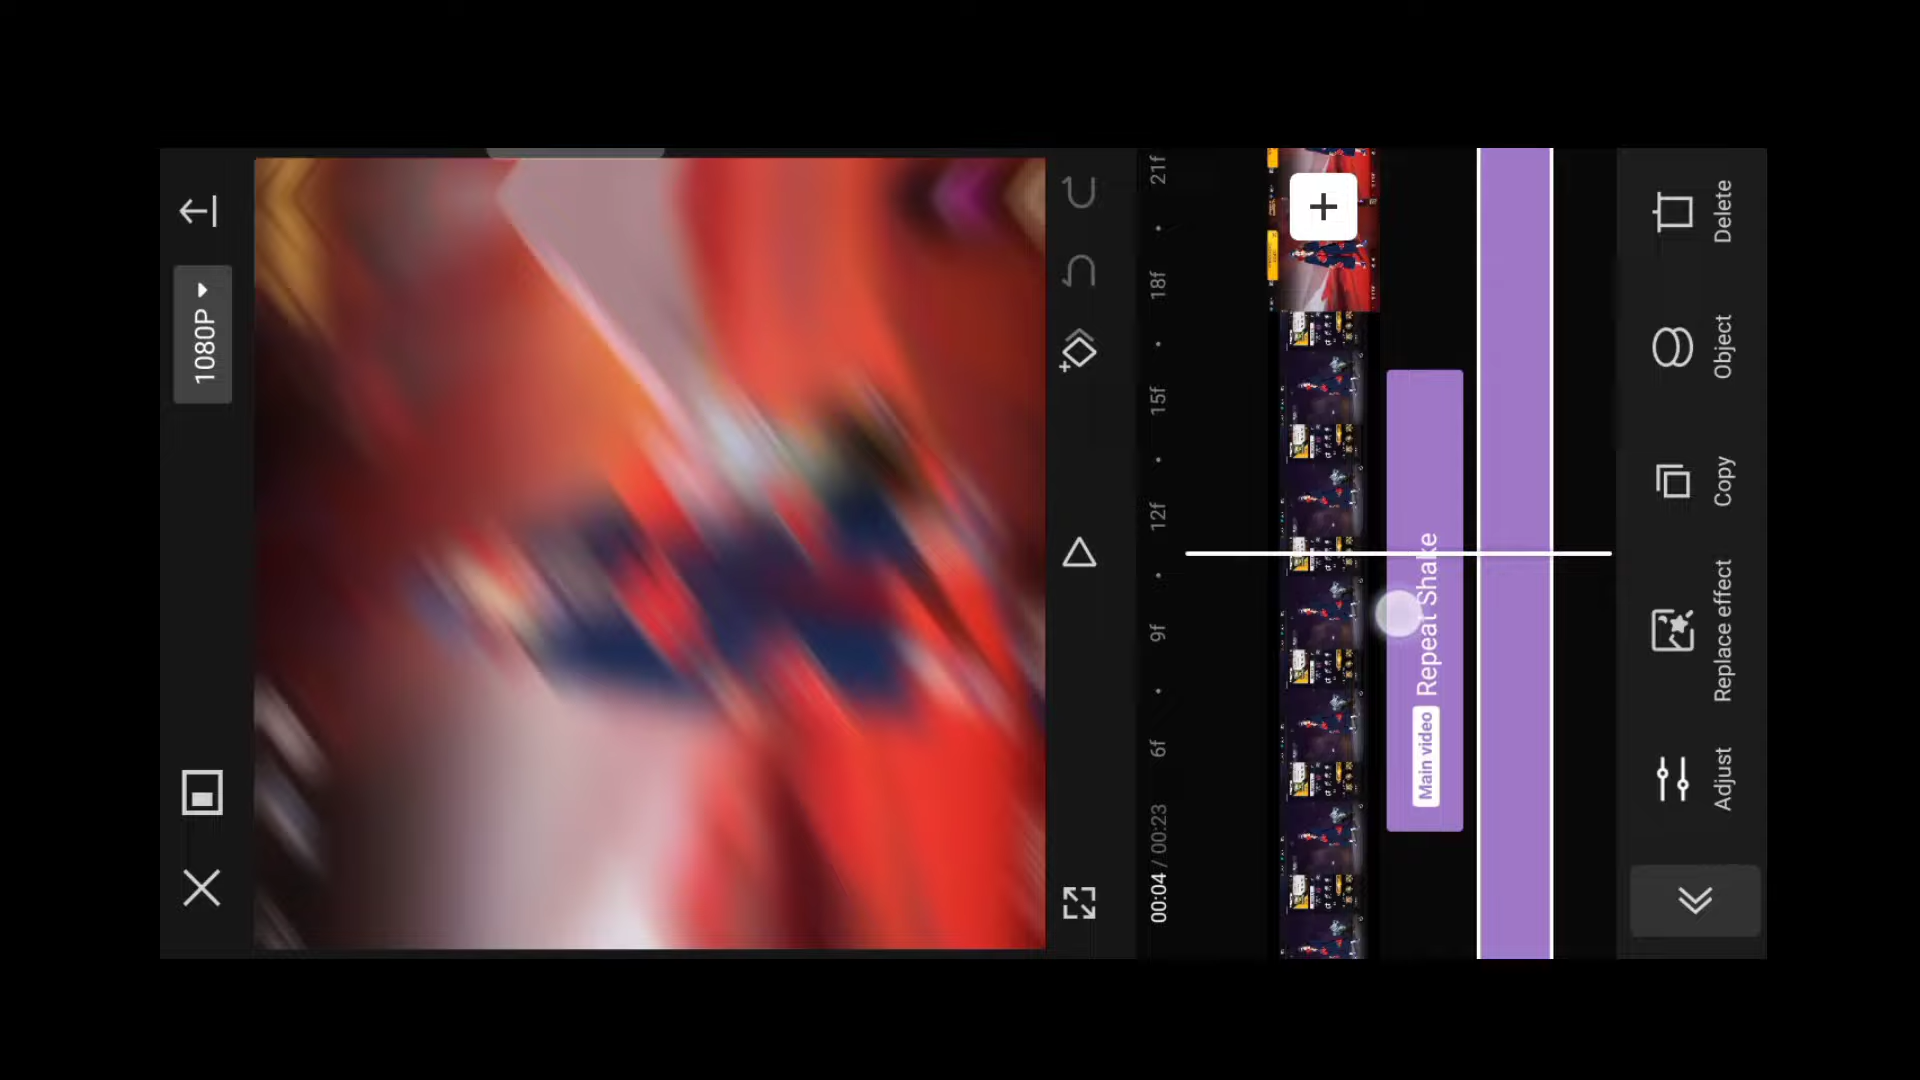 1080P
00:04 / 00:23
6f
9f
12f
15f
18f
21f
Main video
Repeat Shake
Adjust
Replace effect
Copy
Object
Delete